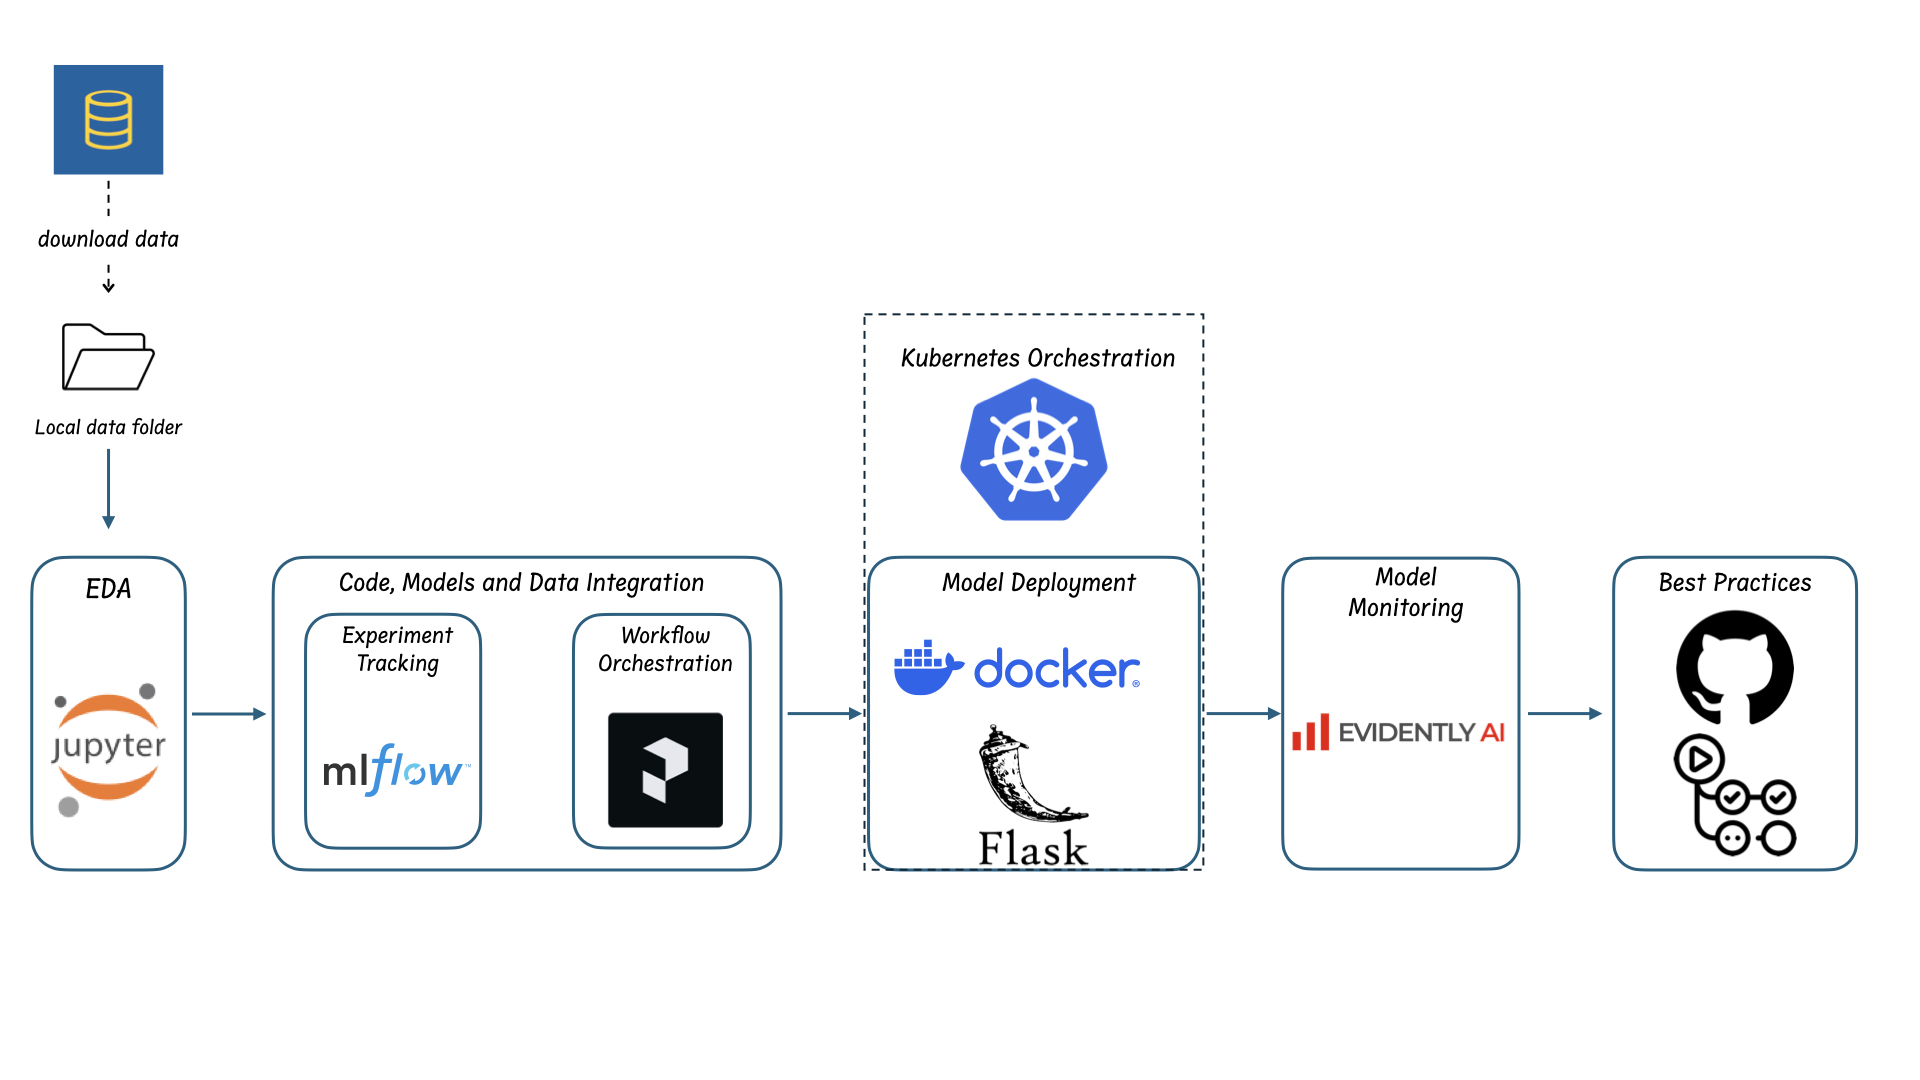 download data
Local data folder
EDA
jupyter
Code, Models and Data Integration
Experiment
Tracking
mlflow™
Workflow
Orchestration
Kubernetes Orchestration
Model Deployment
docker®
Flask
Model
Monitoring
EVIDENTLY AI
Best Practices